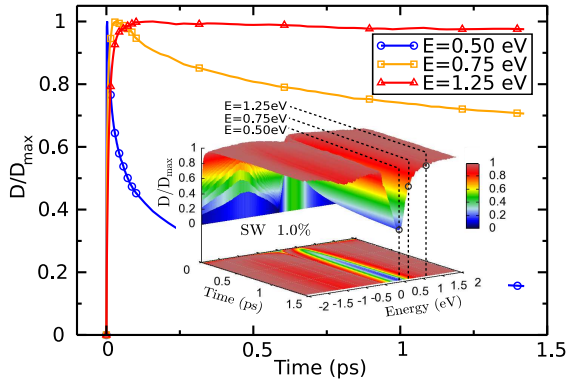 D/D_max
1
0.8
0.6
0.4
0.2
0
0
0.5
1
1.5
Time (ps)
E=0.50 eV
E=0.75 eV
E=1.25 eV
E=1.25eV
E=0.75eV
E=0.50eV
D/D_max
1
0.8
0.6
0.4
0.2
0
SW 1.0%
1
0.8
0.6
0.4
0.2
0
0
0.5
1
1.5
Time (ps)
-2
-1.5
-1
-0.5
0
0.5
1
1.5
2
Energy (eV)